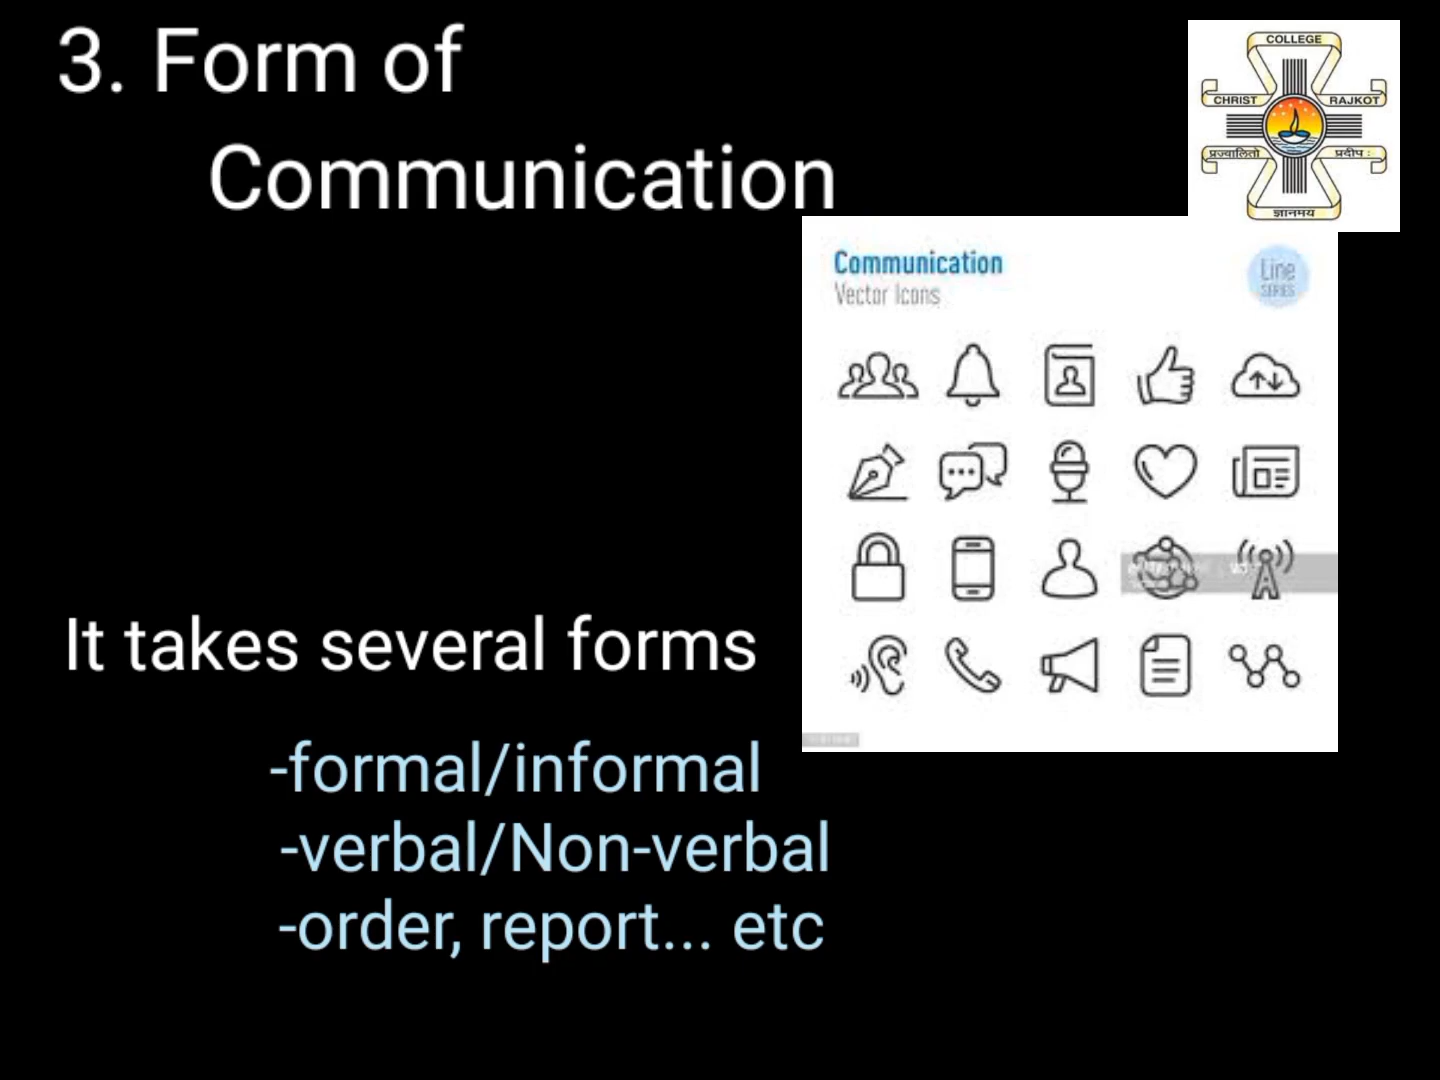 3. Form of
Communication
COLLEGE
CHRIST
RAJKOT
प्रज्वालितो
प्रदीप :
ज्ञानमय
Communication
Vector Icons
Line
SERIES
It takes several forms
-formal/informal
-verbal/Non-verbal
-order, report... etc